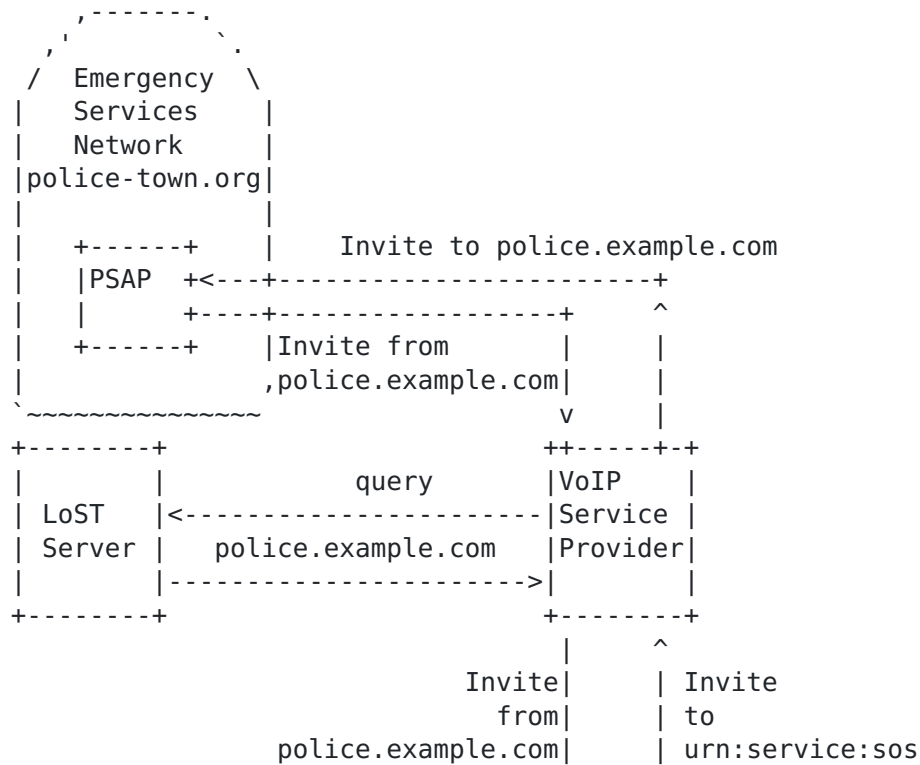 Emergency
Services
Network
police-town.org
Invite to police.example.com
PSAP
Invite from
police.example.com
query
VoIP
LoST
Service
Server
police.example.com
Provider
Invite
Invite
from
to
police.example.com
urn:service:sos